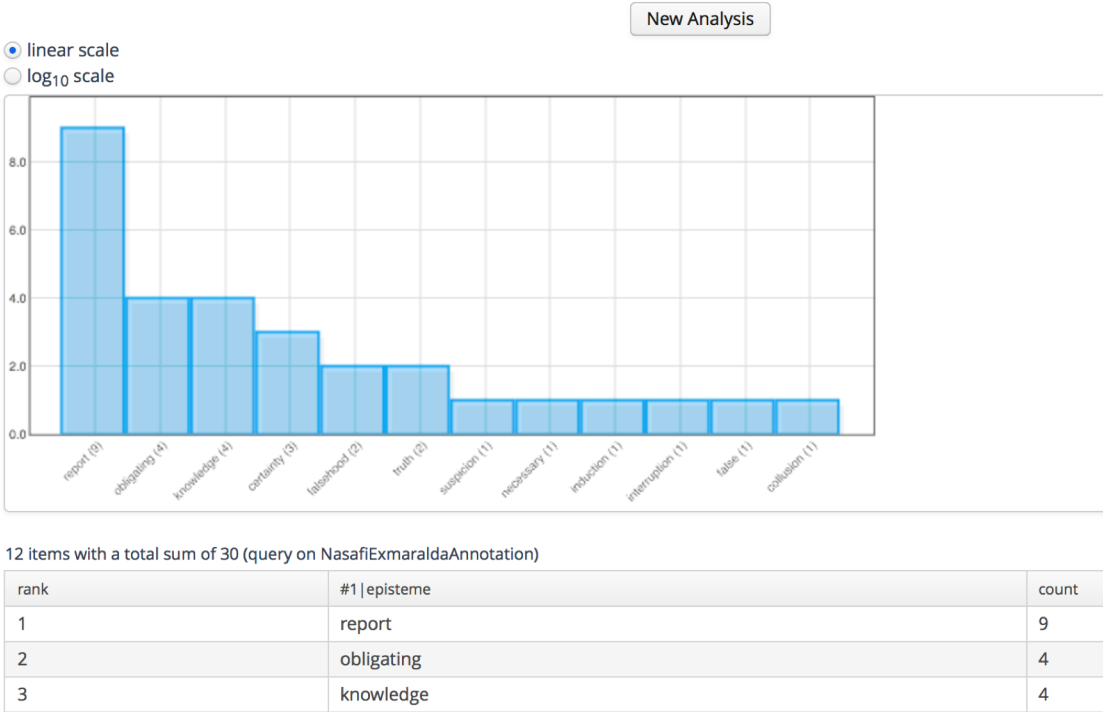 New Analysis
linear scale
log10 scale
8.0
6.0
4.0
2.0
0.0
report (9)
obligating (4)
knowledge (4)
certainty (3)
falsehood (2)
truth (2)
suspicion (1)
necessary (1)
induction (1)
interruption (1)
false (1)
collusion (1)
12 items with a total sum of 30 (query on NasafiExmaraldaAnnotation)
rank #1|episteme count
1 report 9
2 obligating 4
3 knowledge 4